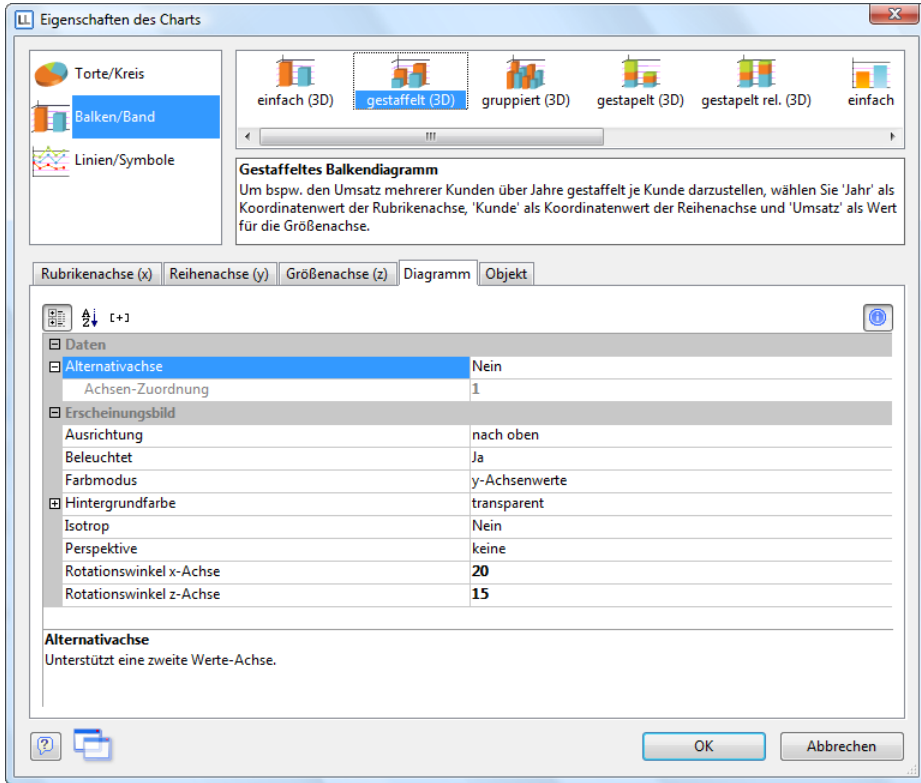 LL Eigenschaften des Charts
Torte/Kreis
Balken/Band
Linien/Symbole
einfach (3D) gestaffelt (3D) gruppiert (3D) gestapelt (3D) gestapelt rel. (3D) einfach
Gestaffeltes Balkendiagramm
Um bspw. den Umsatz mehrerer Kunden über Jahre gestaffelt je Kunde darzustellen, wählen Sie 'Jahr' als
Koordinatenwert der Rubrikenachse, 'Kunde' als Koordinatenwert der Reihenachse und 'Umsatz' als Wert
für die Größenachse.
Rubrikenachse (x) Reihenachse (y) Größenachse (z) Diagramm Objekt
A Z [+]
Daten
Alternativachse Nein
Achsen-Zuordnung 1
Erscheinungsbild
Ausrichtung nach oben
Beleuchtet Ja
Farbmodus y-Achsenwerte
Hintergrundfarbe transparent
Isotrop Nein
Perspektive keine
Rotationswinkel x-Achse 20
Rotationswinkel z-Achse 15
Alternativachse
Unterstützt eine zweite Werte-Achse.
OK Abbrechen